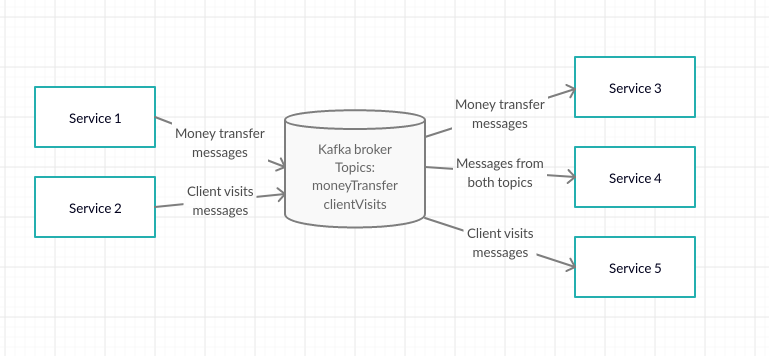 Service 1
Service 2
Money transfer
messages
Client visits
messages
Kafka broker
Topics:
moneyTransfer
clientVisits
Money transfer
messages
Messages from
both topics
Client visits
messages
Service 3
Service 4
Service 5